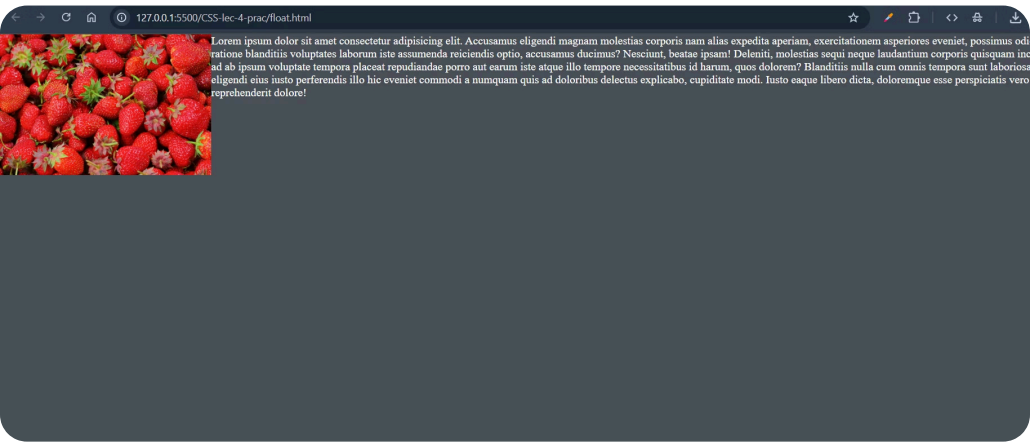 127.0.0.1:5500/CSS-lec-4-prac/float.html
Lorem ipsum dolor sit amet consectetur adipisicing elit. Accusamus eligendi magnam molestias corporis nam alias expedita aperiam, exercitationem asperiores eveniet, possimus odi
ratione blanditiis voluptates laborum iste assumenda reiciendis optio, accusamus ducimus? Nesciunt, beatae ipsam! Deleniti, molestias sequi neque laudantium corporis quisquam inc
ad ab ipsum voluptate tempora placeat repudiandae porro aut earum iste atque illo tempore necessitatibus id harum, quos dolorem? Blanditiis nulla cum omnis tempora sunt laboriosa
eligendi eius iusto perferendis illo hic eveniet commodi a numquam quis ad doloribus delectus explicabo, cupiditate modi. Iusto eaque libero dicta, doloremque esse perspiciatis vero
reprehenderit dolore!